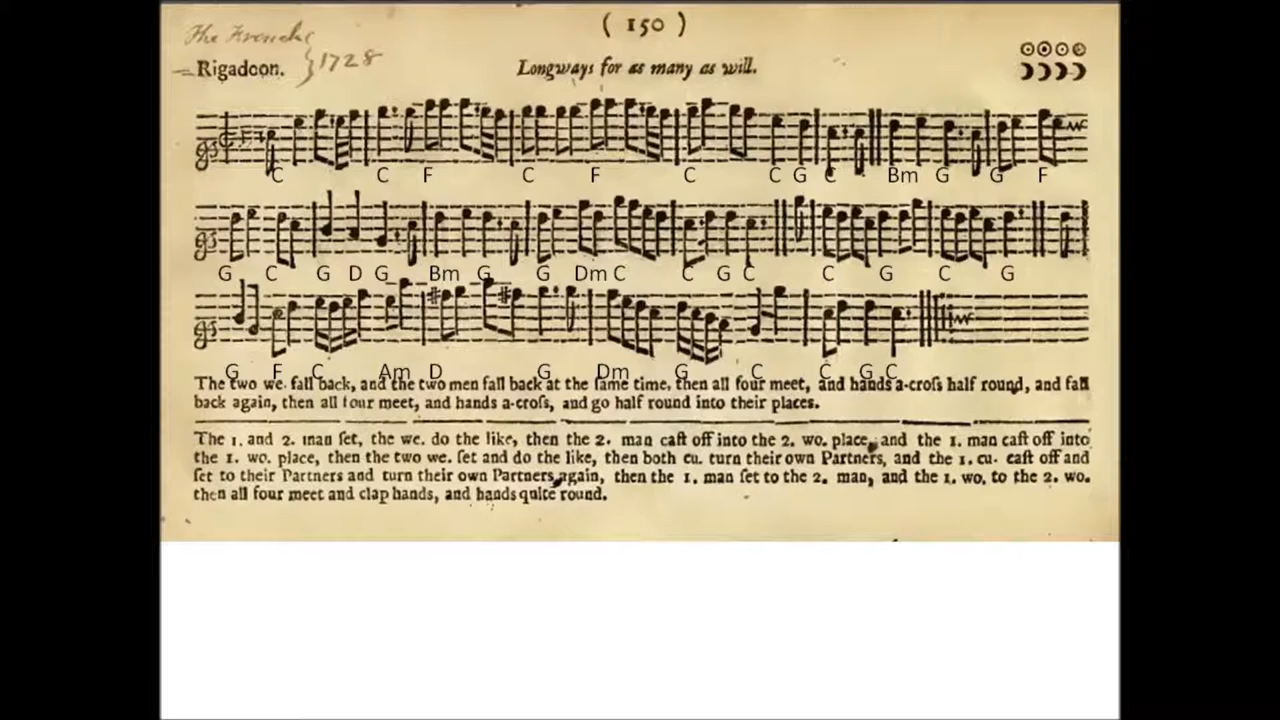 ( 150 )
The French
Rigadoon. } 1728
Longways for as many as will.
C C F C F C C G C Bm G G F
G C G D G Bm G G Dm C C G C C G C G
G F C Am D G Dm G C C G C
The two we. fall back, and the two men fall back at the ſame time, then all four meet, and hands a-croſs half round, and fall
back again, then all four meet, and hands a-croſs, and go half round into their places.
The 1. and 2. man ſet, the we. do the like, then the 2. man caſt off into the 2. wo. place, and the 1. man caſt off into
the 1. wo. place, then the two we. ſet and do the like, then both cu. turn their own Partners, and the 1. cu. caſt off and
ſet to their Partners and turn their own Partners again, then the 1. man ſet to the 2. man, and the 1. wo. to the 2. wo.
then all four meet and clap hands, and hands quite round.